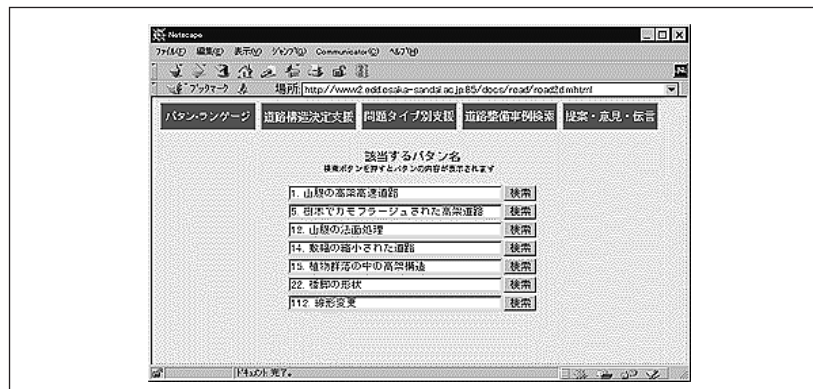 Netscape
ファイル(F) 編集(E) 表示(V) ジャンプ(G) Communicator(C) ヘルプ(H)
ブックマーク 場所: http://www2.edd.osaka-sandai.ac.jp:85/docs/road/road2d.mhtml
パタン・ランゲージ 道路構造決定支援 問題タイプ別支援 道路整備事例検索 提案・意見・伝言
該当するパタン名
検索ボタンを押すとパタンの内容が表示されます
1. 山腹の高架高速道路 検索
5. 樹木でカモフラージュされた高架道路 検索
12. 山腹の法面処理 検索
14. 敷幅の縮小された道路 検索
15. 植物群落の中の高架構造 検索
22. 橋脚の形状 検索
112. 線形変更 検索
ドキュメント: 完了。